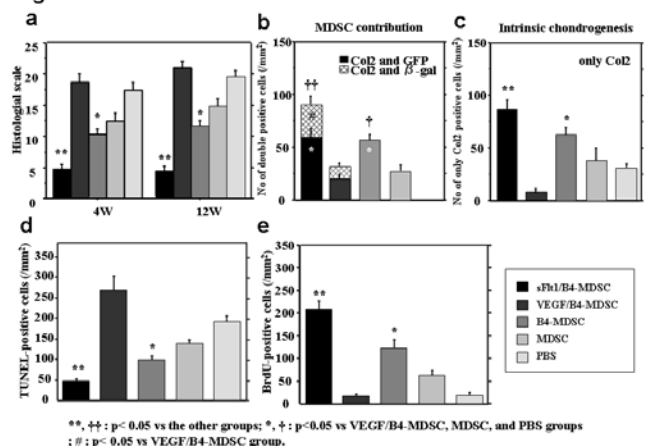 a
b
MDSC contribution
c
Intrinsic chondrogenesis
25
20
15
10
5
0
Histologial scale
**
*
**
*
4W
12W
150
100
50
0
No of double positive cells (/mm²)
Col2 and GFP
Col2 and β-gal
††
#
*
†
*
150
100
50
0
No of only Col2 positive cells (/mm²)
only Col2
**
*
d
350
300
250
200
150
100
50
0
TUNEL-positive cells (/mm²)
**
*
e
350
300
250
200
150
100
50
0
BrdU-positive cells (/mm²)
**
*
sFlt1/B4-MDSC
VEGF/B4-MDSC
B4-MDSC
MDSC
PBS
**, ‡‡ : p< 0.05 vs the other groups; *, † : p<0.05 vs VEGF/B4-MDSC, MDSC, and PBS groups
; # ; p< 0.05 vs VEGF/B4-MDSC group.